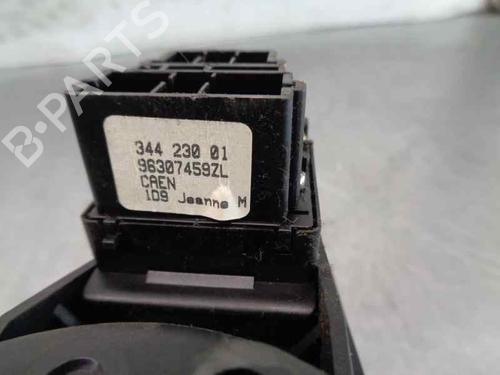 B-PARTS
344 230 01
96307459ZL
CAEN
1D9 Jeanne M